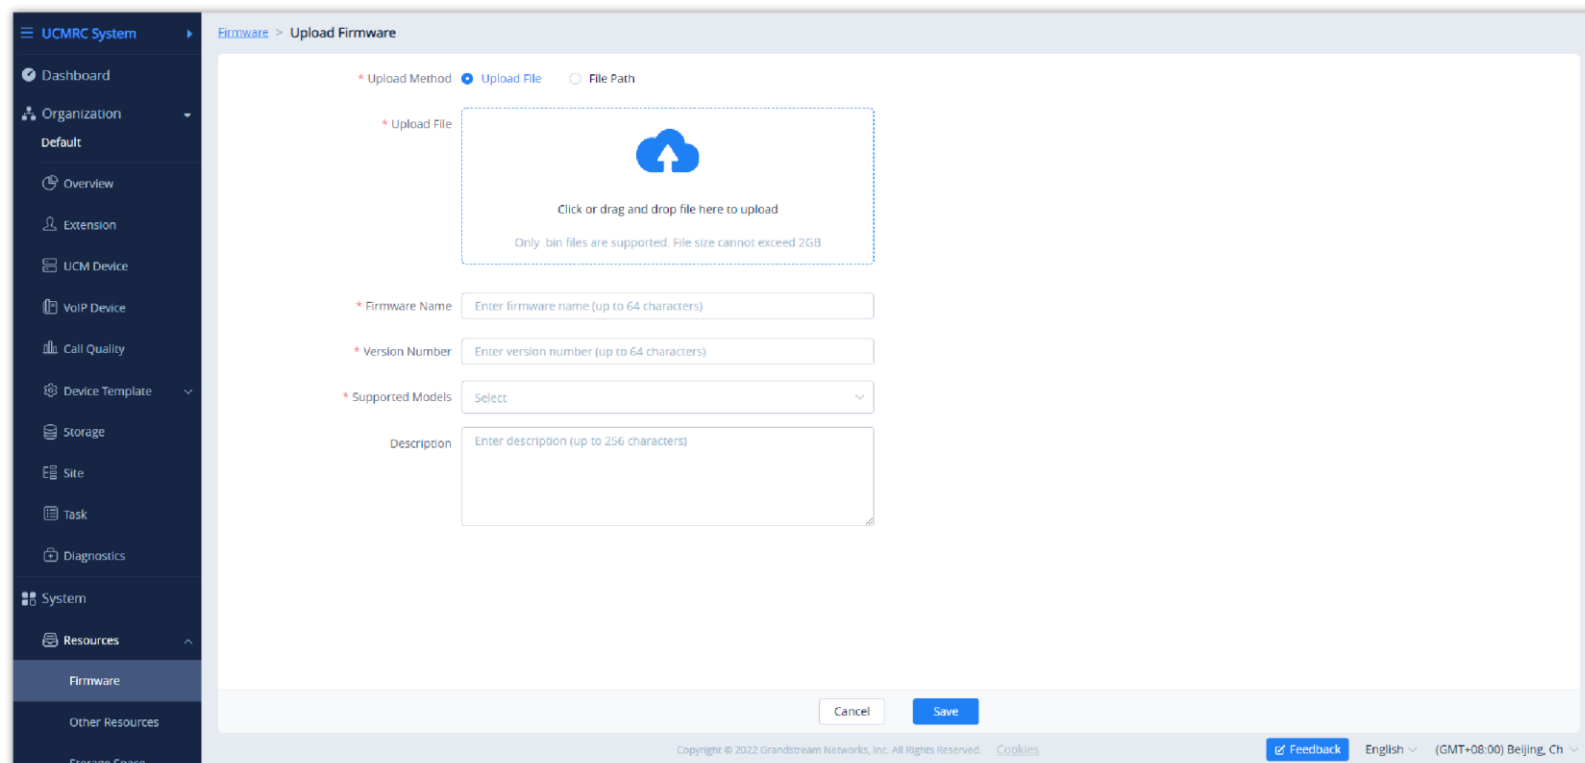 UCMRC System
Dashboard
Organization
Default
Overview
Extension
UCM Device
VoIP Device
Call Quality
Device Template
Storage
Site
Task
Diagnostics
System
Resources
Firmware
Other Resources
Storage Space
Firmware > Upload Firmware
* Upload Method Upload File File Path
* Upload File
Click or drag and drop file here to upload
Only .bin files are supported. File size cannot exceed 2GB
* Firmware Name Enter firmware name (up to 64 characters)
* Version Number Enter version number (up to 64 characters)
* Supported Models Select
Description Enter description (up to 256 characters)
Cancel Save
Copyright © 2022 Grandstream Networks, Inc. All Rights Reserved. Cookies
Feedback English (GMT+08:00) Beijing, Ch